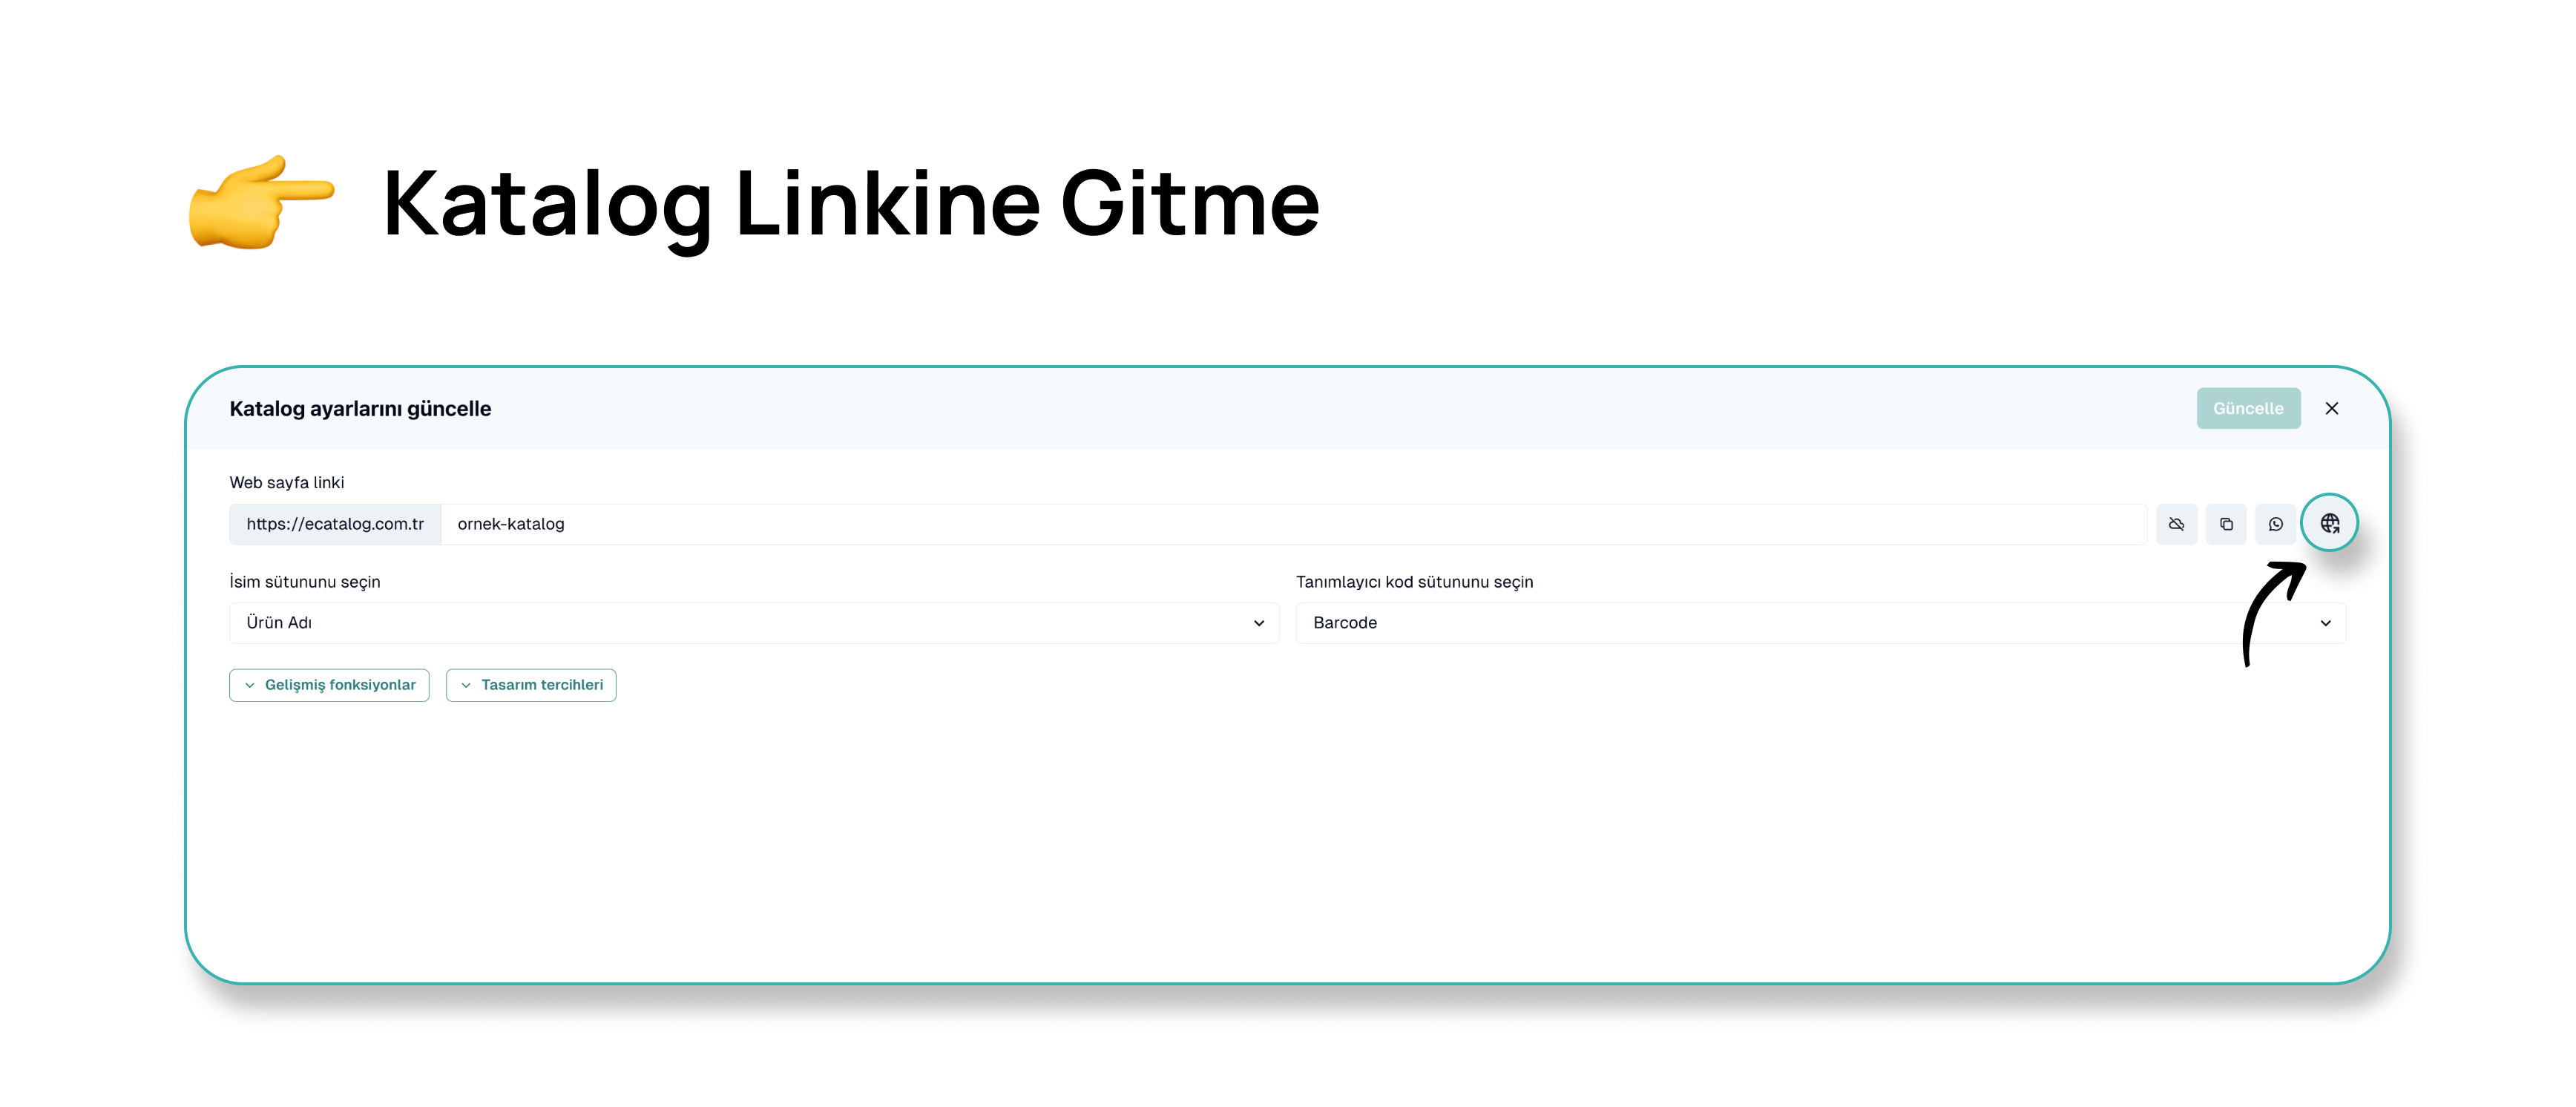 Katalog Linkine Gitme
Katalog ayarlarını güncelle
Güncelle
Web sayfa linki
https://ecatalog.com.tr
ornek-katalog
İsim sütununu seçin
Tanımlayıcı kod sütununu seçin
Ürün Adı
Barcode
Gelişmiş fonksiyonlar
Tasarım tercihleri